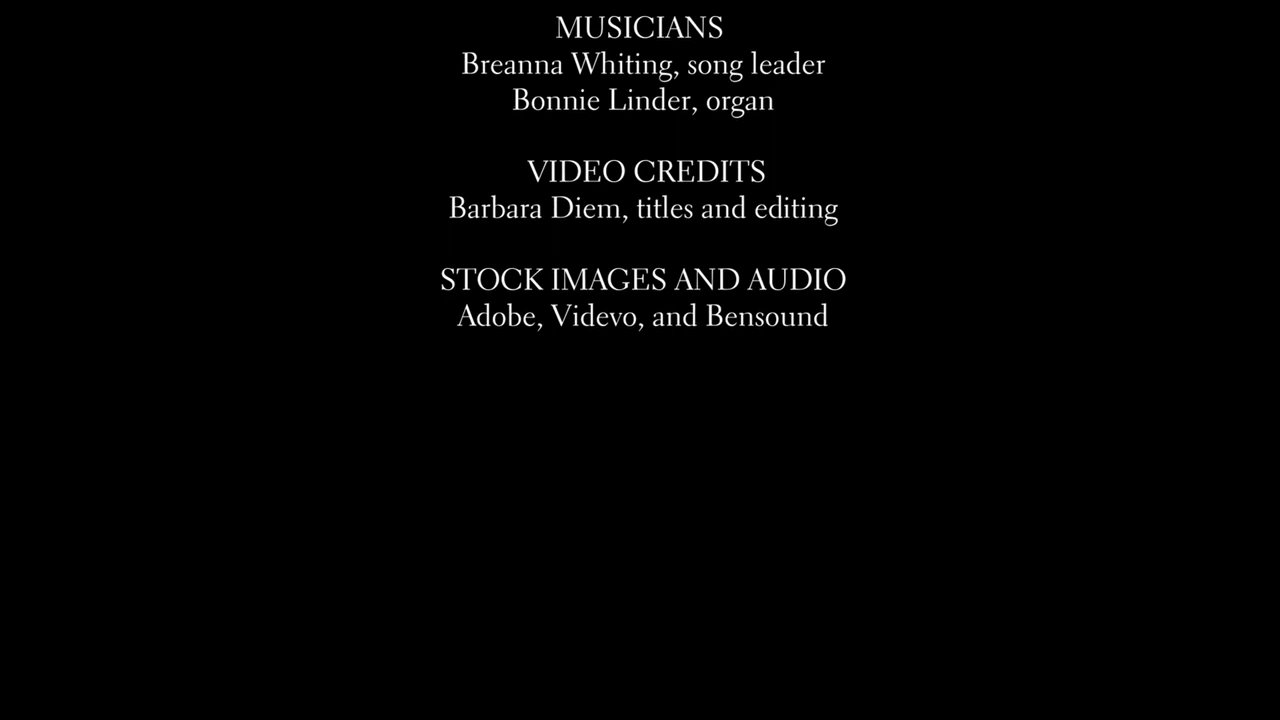 MUSICIANS
Breanna Whiting, song leader
Bonnie Linder, organ
VIDEO CREDITS
Barbara Diem, titles and editing
STOCK IMAGES AND AUDIO
Adobe, Videvo, and Bensound